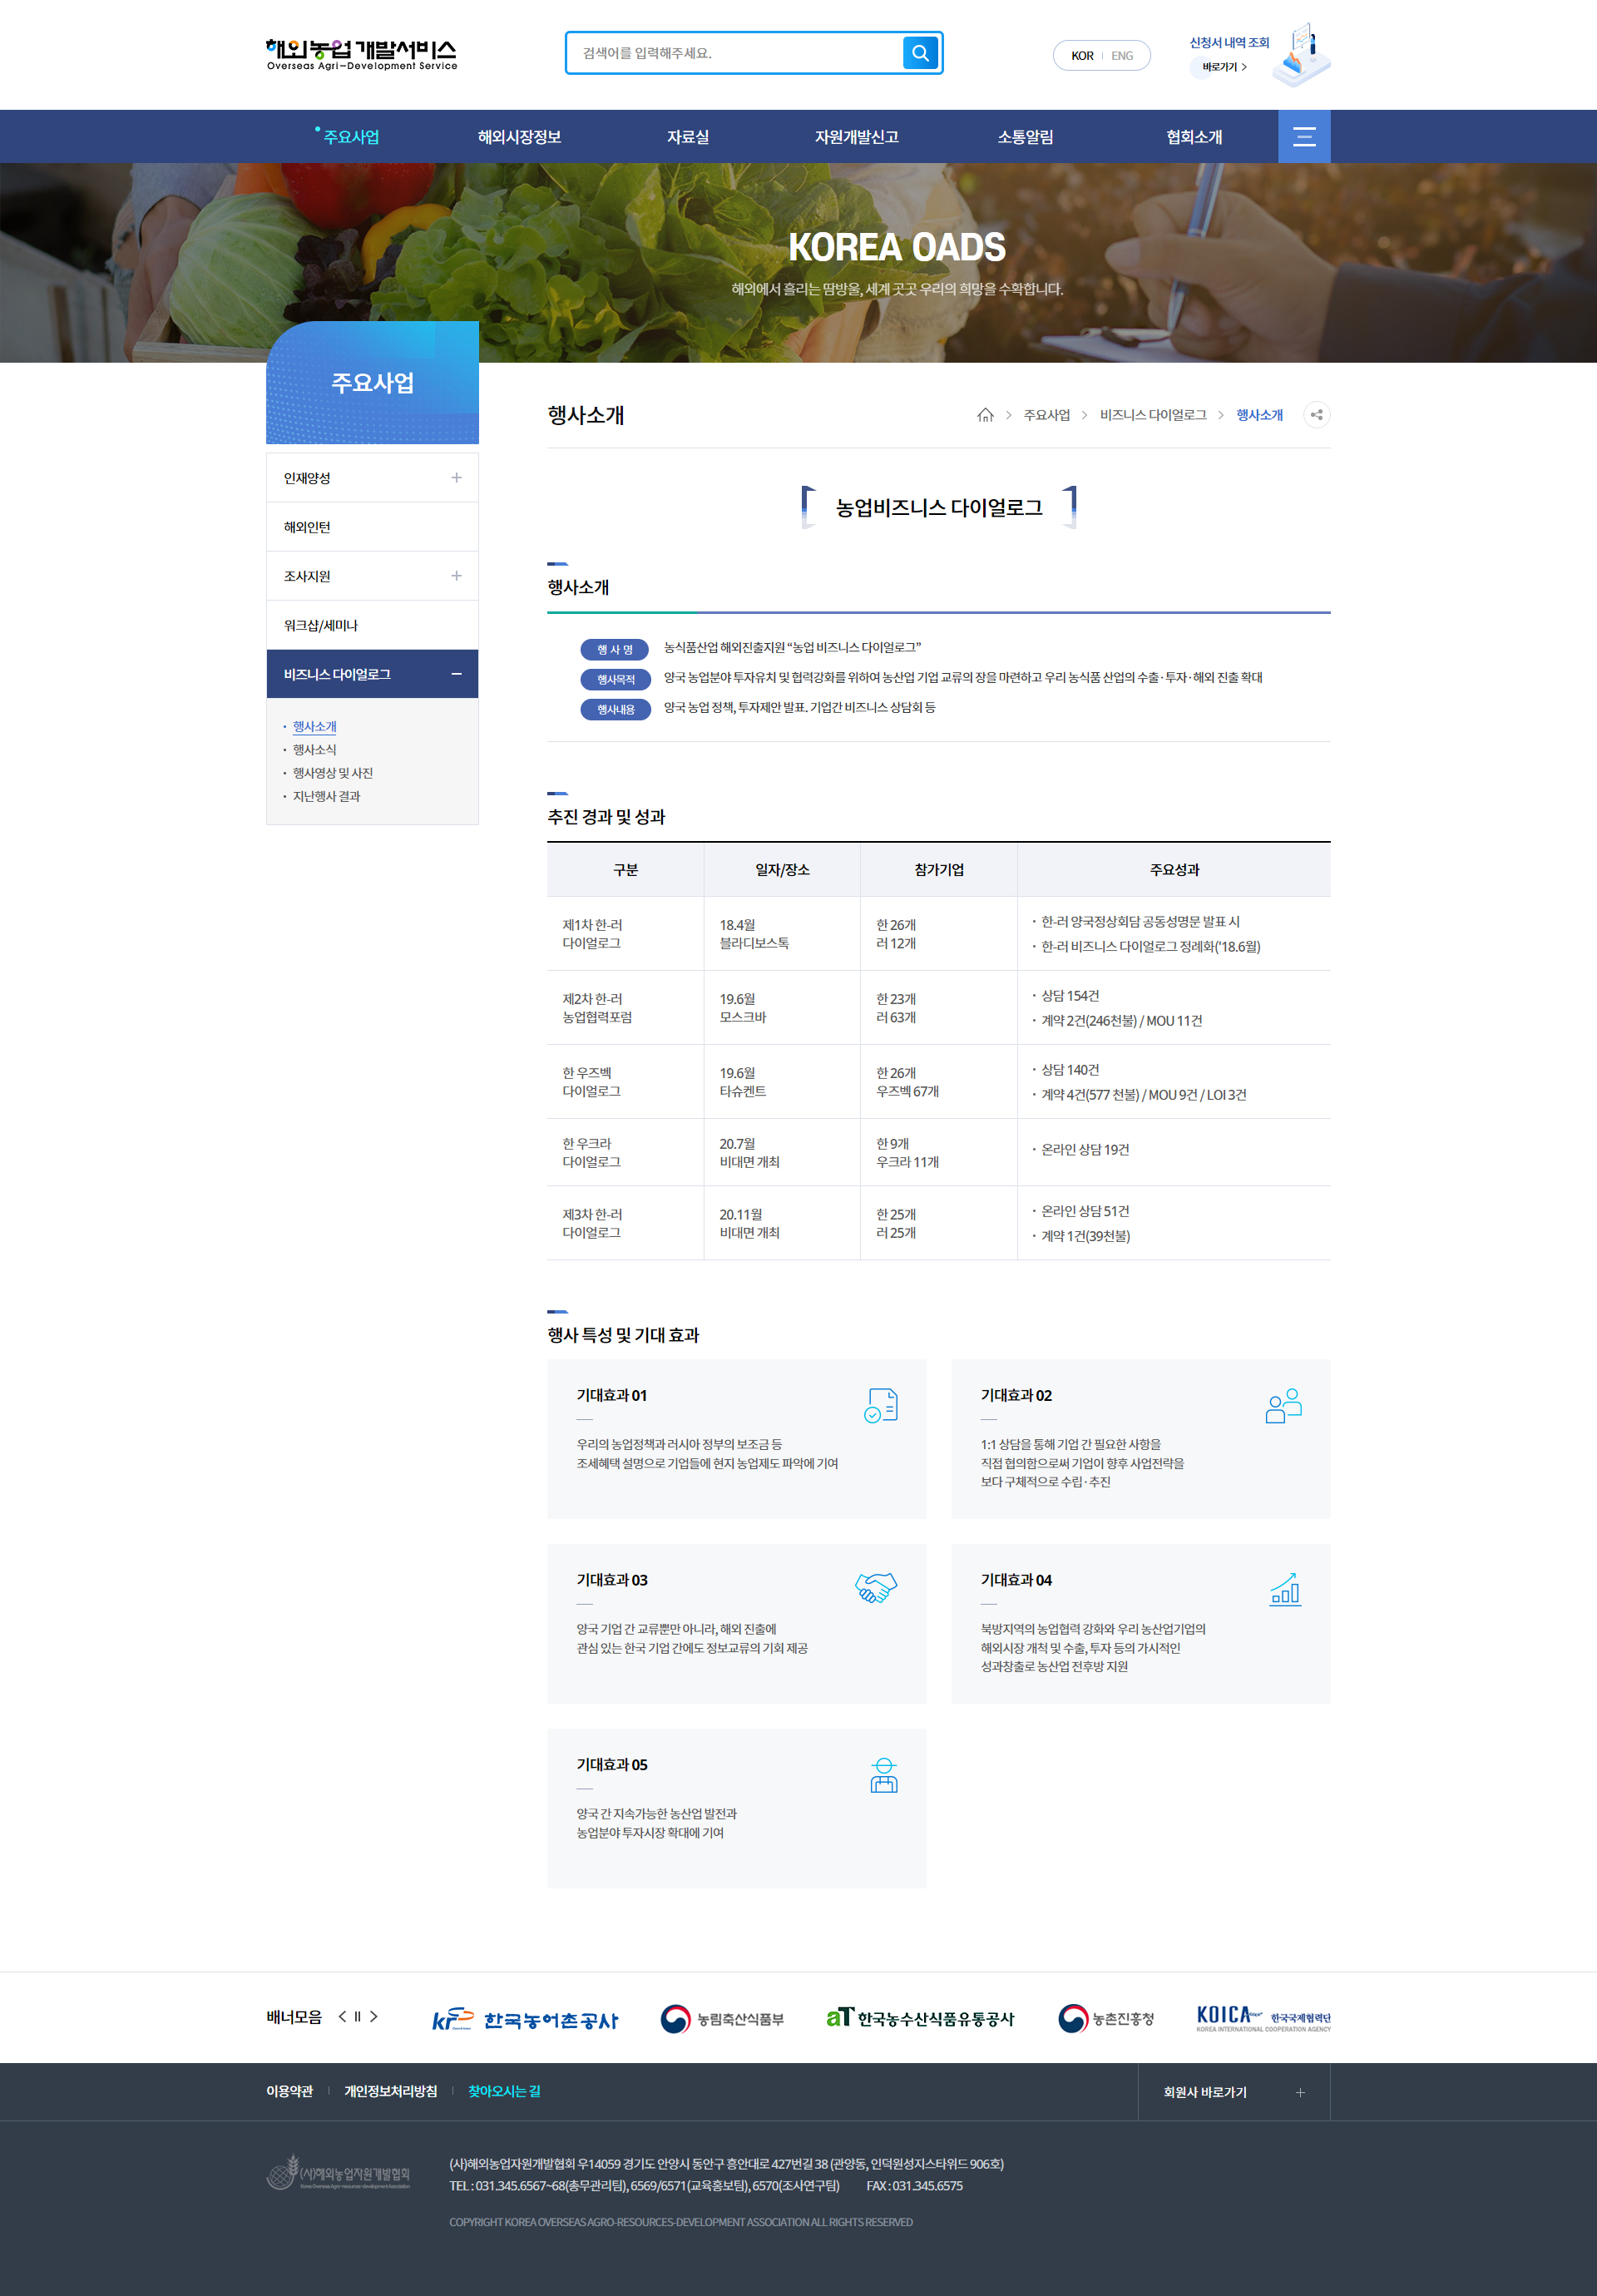 해외농업개발서비스
Overseas Agri-Development Service
검색어를 입력해주세요.
KOR ENG
신청서 내역 조회
바로가기
주요사업 해외시장정보 자료실 자원개발신고 소통알림 협회소개
KOREA OADS
해외에서 흘리는 땀방울, 세계 곳곳 우리의 희망을 수확합니다.
주요사업
인재양성
해외인턴
조사지원
워크샵/세미나
비즈니스 다이얼로그
행사소개
행사소식
행사영상 및 사진
지난행사 결과
행사소개
주요사업 비즈니스 다이얼로그 행사소개
농업비즈니스 다이얼로그
행사소개
행 사 명 농식품산업 해외진출지원 “농업 비즈니스 다이얼로그”
행사목적 양국 농업분야 투자유치 및 협력강화를 위하여 농산업 기업 교류의 장을 마련하고 우리 농식품 산업의 수출·투자·해외 진출 확대
행사내용 양국 농업 정책, 투자제안 발표. 기업간 비즈니스 상담회 등
추진 경과 및 성과
구분 일자/장소 참가기업 주요성과
제1차 한-러
다이얼로그
18.4월
블라디보스톡
한 26개
러 12개
한-러 양국정상회담 공동성명문 발표 시
한-러 비즈니스 다이얼로그 정례화('18.6월)
제2차 한-러
농업협력포럼
19.6월
모스크바
한 23개
러 63개
상담 154건
계약 2건(246천불) / MOU 11건
한 우즈벡
다이얼로그
19.6월
타슈켄트
한 26개
우즈벡 67개
상담 140건
계약 4건(577 천불) / MOU 9건 / LOI 3건
한 우크라
다이얼로그
20.7월
비대면 개최
한 9개
우크라 11개
온라인 상담 19건
제3차 한-러
다이얼로그
20.11월
비대면 개최
한 25개
러 25개
온라인 상담 51건
계약 1건(39천불)
행사 특성 및 기대 효과
기대효과 01
우리의 농업정책과 러시아 정부의 보조금 등
조세혜택 설명으로 기업들에 현지 농업제도 파악에 기여
기대효과 02
1:1 상담을 통해 기업 간 필요한 사항을
직접 협의함으로써 기업이 향후 사업전략을
보다 구체적으로 수립·추진
기대효과 03
양국 기업 간 교류뿐만 아니라, 해외 진출에
관심 있는 한국 기업 간에도 정보교류의 기회 제공
기대효과 04
북방지역의 농업협력 강화와 우리 농산업기업의
해외시장 개척 및 수출, 투자 등의 가시적인
성과창출로 농산업 전후방 지원
기대효과 05
양국 간 지속가능한 농산업 발전과
농업분야 투자시장 확대에 기여
배너모음
한국농어촌공사
농림축산식품부
aT 한국농수산식품유통공사
농촌진흥청
KOICA 한국국제협력단
KOREA INTERNATIONAL COOPERATION AGENCY
이용약관 개인정보처리방침 찾아오시는 길
회원사 바로가기
(사)해외농업자원개발협회
Korea Overseas Agro-resources-development Association
(사)해외농업자원개발협회 우14059 경기도 안양시 동안구 흥안대로 427번길 38 (관양동, 인덕원성지스타위드 906호)
TEL : 031.345.6567~68(총무관리팀), 6569/6571(교육홍보팀), 6570(조사연구팀) FAX : 031.345.6575
COPYRIGHT KOREA OVERSEAS AGRO-RESOURCES-DEVELOPMENT ASSOCIATION ALL RIGHTS RESERVED